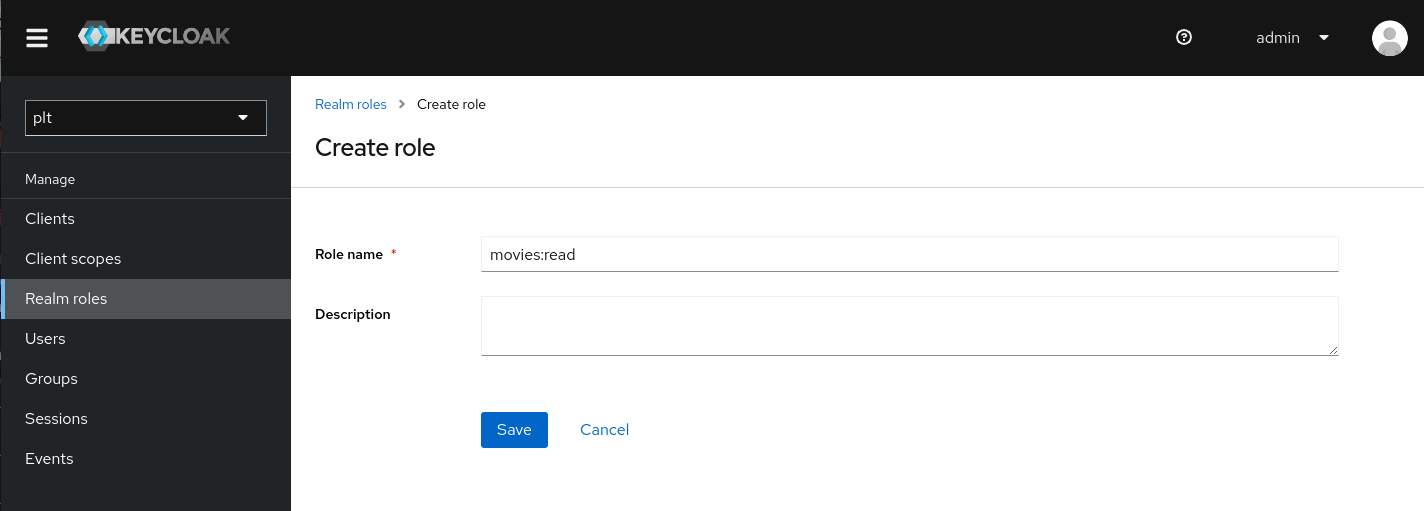 KEYCLOAK
admin
plt
Manage
Clients
Client scopes
Realm roles
Users
Groups
Sessions
Events
Realm roles > Create role
Create role
Role name *
movies:read
Description
Save Cancel